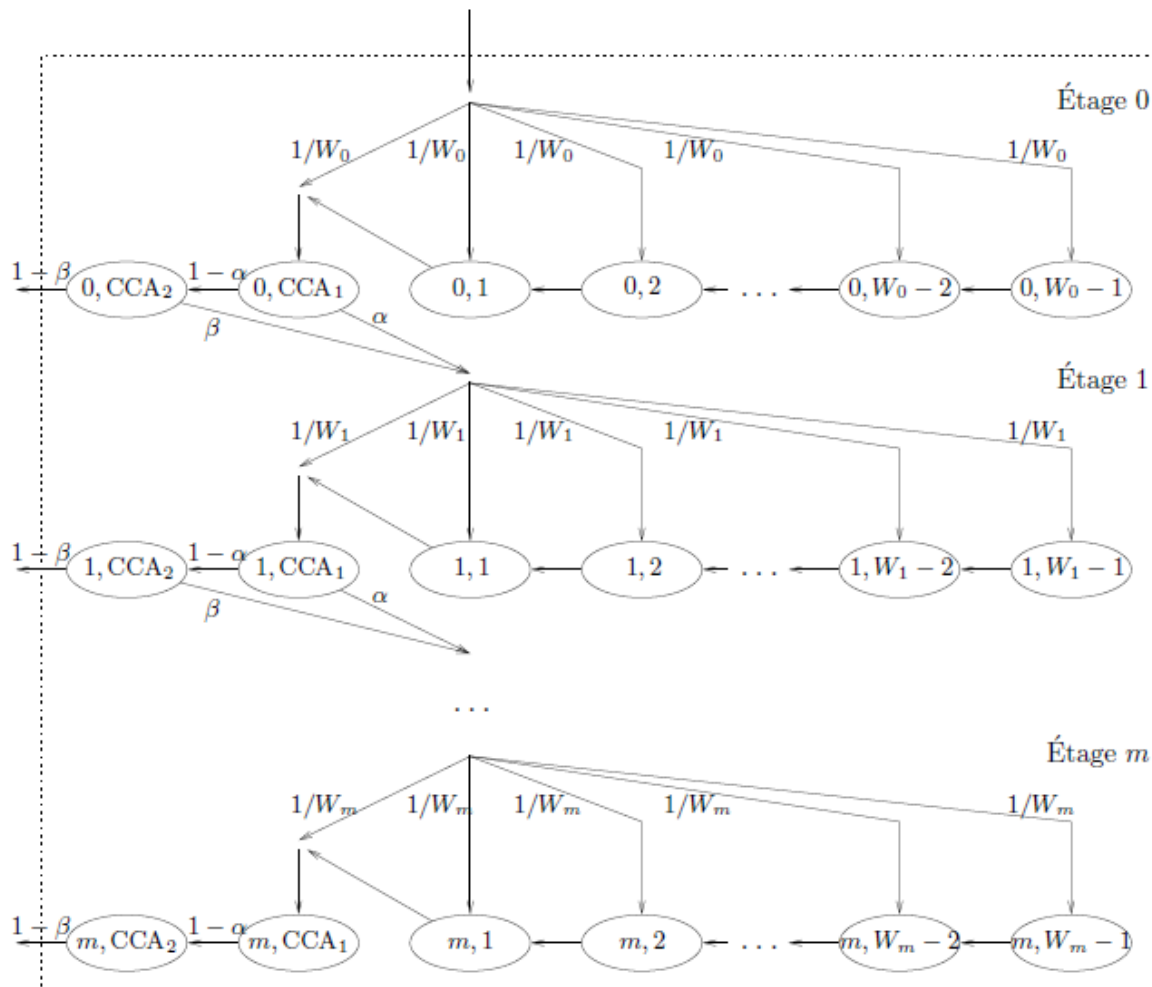 Étage 0
1/W₀ 1/W₀ 1/W₀ 1/W₀ 1/W₀
1 − β 0, CCA₂ 1 − α 0, CCA₁ 0, 1 0, 2 ... 0, W₀ − 2 0, W₀ − 1
β α
Étage 1
1/W₁ 1/W₁ 1/W₁ 1/W₁ 1/W₁
1 − β 1, CCA₂ 1 − α 1, CCA₁ 1, 1 1, 2 ... 1, W₁ − 2 1, W₁ − 1
β α
...
Étage m
1/Wₘ 1/Wₘ 1/Wₘ 1/Wₘ 1/Wₘ
1 − β m, CCA₂ 1 − α m, CCA₁ m, 1 m, 2 ... m, Wₘ − 2 m, Wₘ − 1